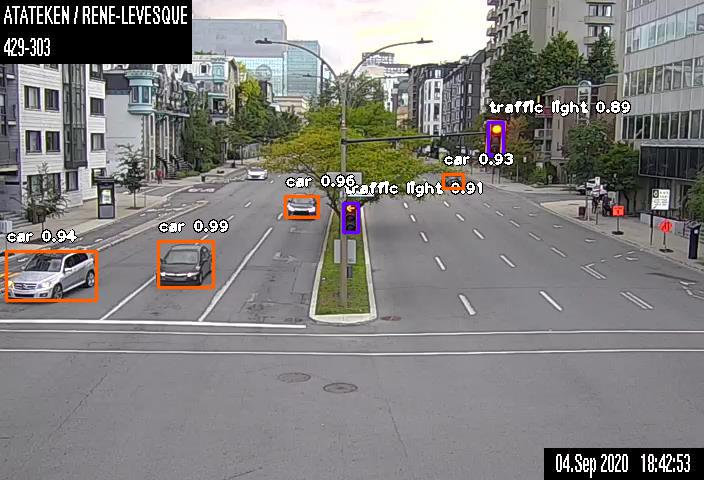 ATATEKEN / RENE-LEVESQUE
429-303
traffic light 0.89
car 0.93
car 0.96
traffic light 0.91
car 0.99
car 0.94
04.Sep 2020 18:42:53